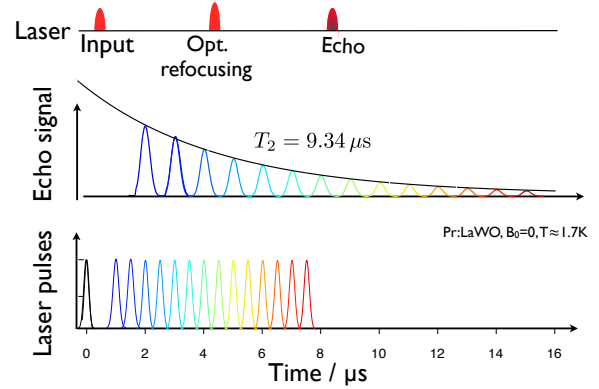 Laser
Input
Opt.
refocusing
Echo
Echo signal
T₂ = 9.34 μs
Pr:LaWO, B₀=0, T≈1.7K
Laser pulses
0 2 4 6 8 10 12 14 16
Time / μs